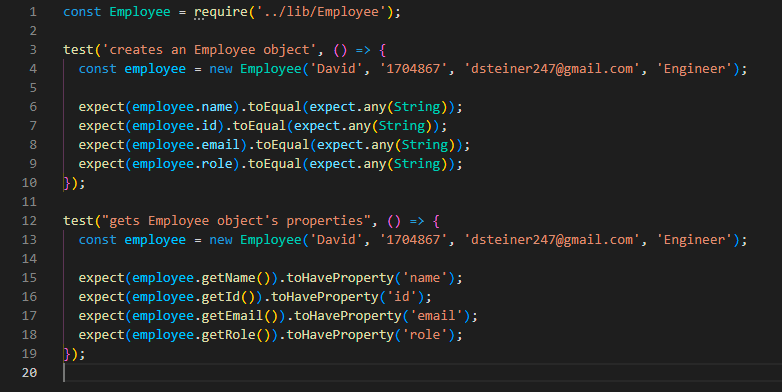 1 const Employee = require('../lib/Employee');
2
3 test('creates an Employee object', () => {
4 const employee = new Employee('David', '1704867', 'dsteiner247@gmail.com', 'Engineer');
5
6 expect(employee.name).toEqual(expect.any(String));
7 expect(employee.id).toEqual(expect.any(String));
8 expect(employee.email).toEqual(expect.any(String));
9 expect(employee.role).toEqual(expect.any(String));
10 });
11
12 test("gets Employee object's properties", () => {
13 const employee = new Employee('David', '1704867', 'dsteiner247@gmail.com', 'Engineer');
14
15 expect(employee.getName()).toHaveProperty('name');
16 expect(employee.getId()).toHaveProperty('id');
17 expect(employee.getEmail()).toHaveProperty('email');
18 expect(employee.getRole()).toHaveProperty('role');
19 });
20